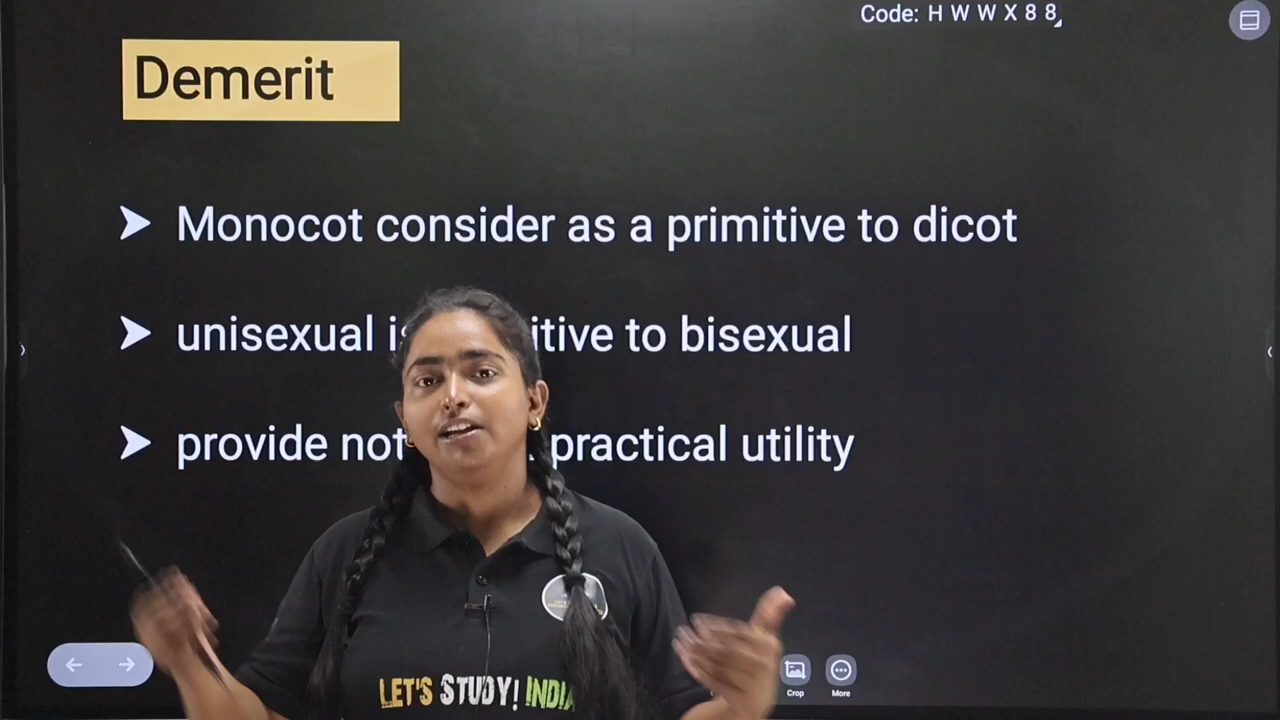 Code: H W W X 8 8
Demerit
➤ Monocot consider as a primitive to dicot
➤ unisexual itive to bisexual
➤ provide not practical utility
LET'S STUDY! INDIA
Crop
More